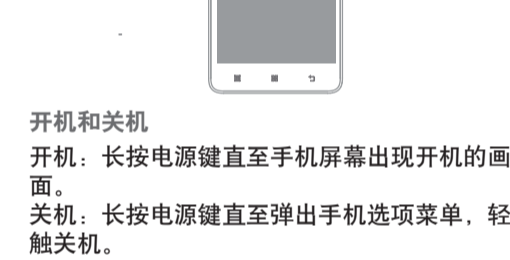 开机和关机
开机：长按电源键直至手机屏幕出现开机的画
面。
关机：长按电源键直至弹出手机选项菜单，轻
触关机。